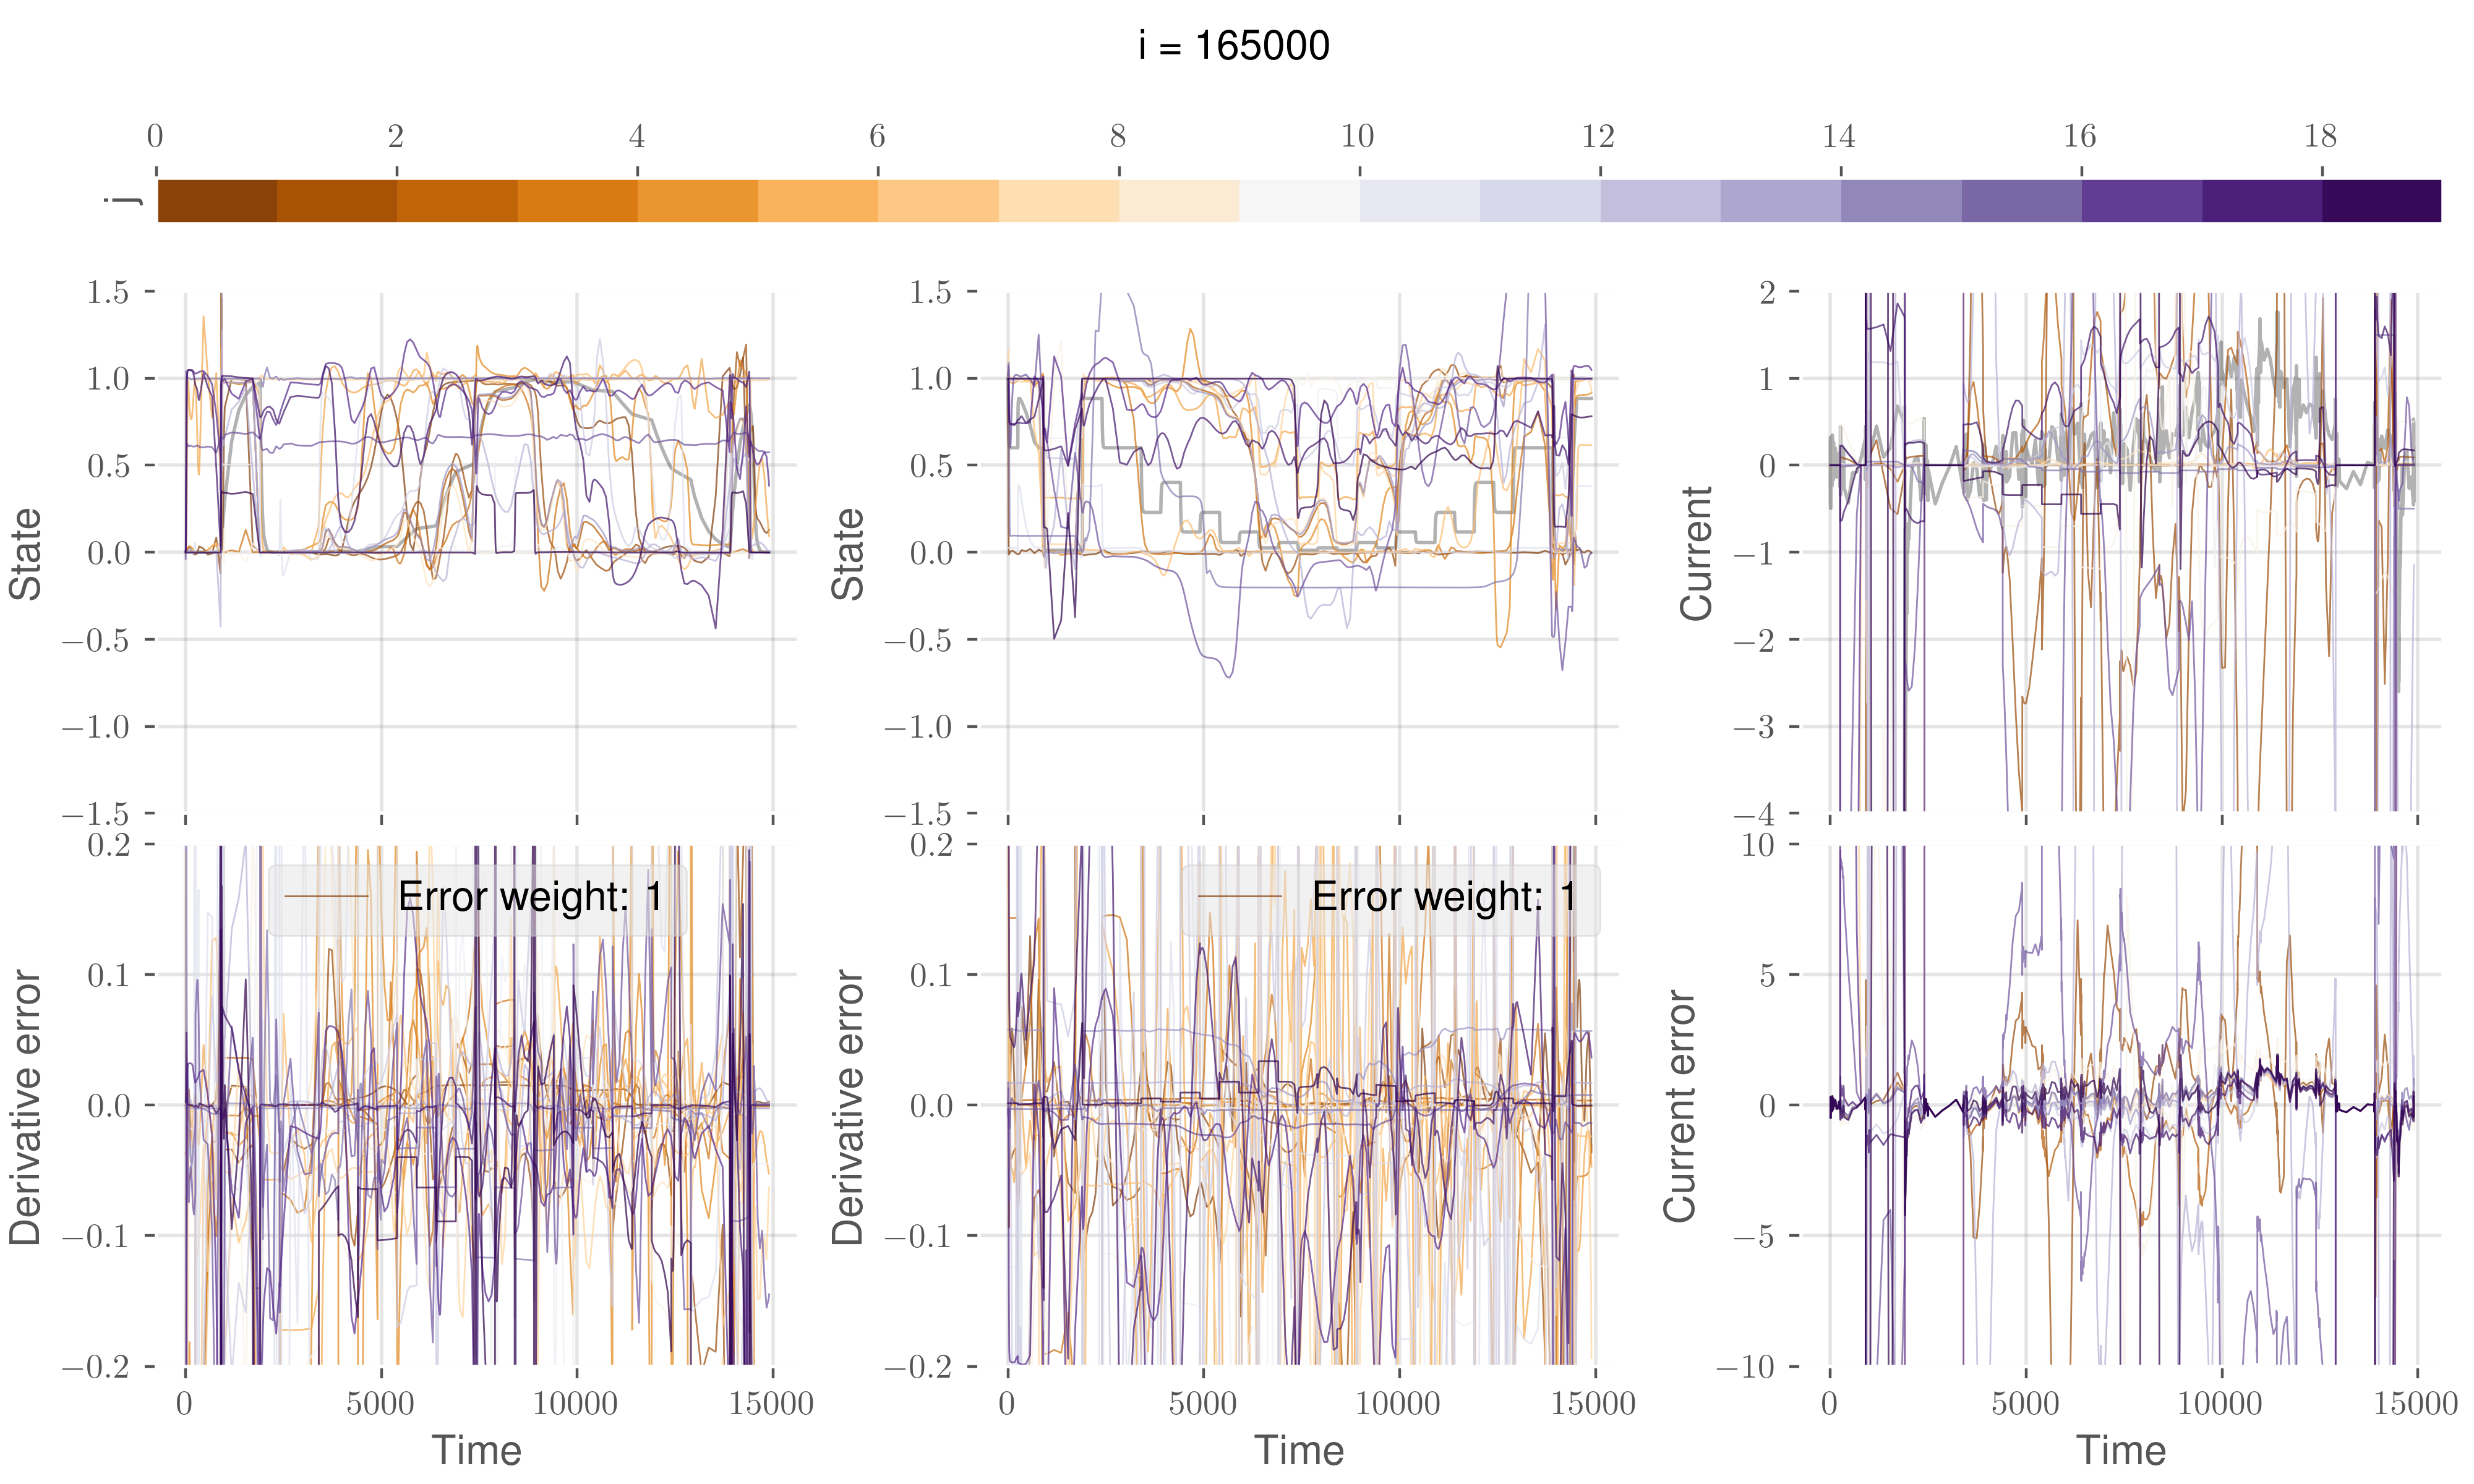 i = 165000
0 2 4 6 8 10 12 14 16 18
j
1.5 1.5 2
1.0 1.0 1
0.5 0.5 0
0.0 0.0 −1
−0.5 −0.5 −2
−1.0 −1.0 −3
−1.5 −1.5 −4
State State Current
0.2 0.2 10
Error weight: 1 Error weight: 1
0.1 0.1 5
0.0 0.0 0
−0.1 −0.1 −5
−0.2 −0.2 −10
Derivative error Derivative error Current error
0 5000 10000 15000 0 5000 10000 15000 0 5000 10000 15000
Time Time Time